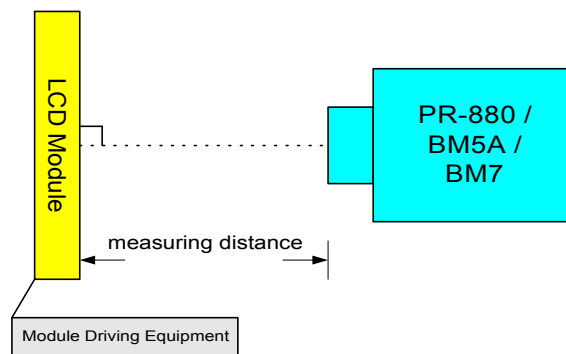 LCD Module
PR-880 /
BM5A /
BM7
measuring distance
Module Driving Equipment